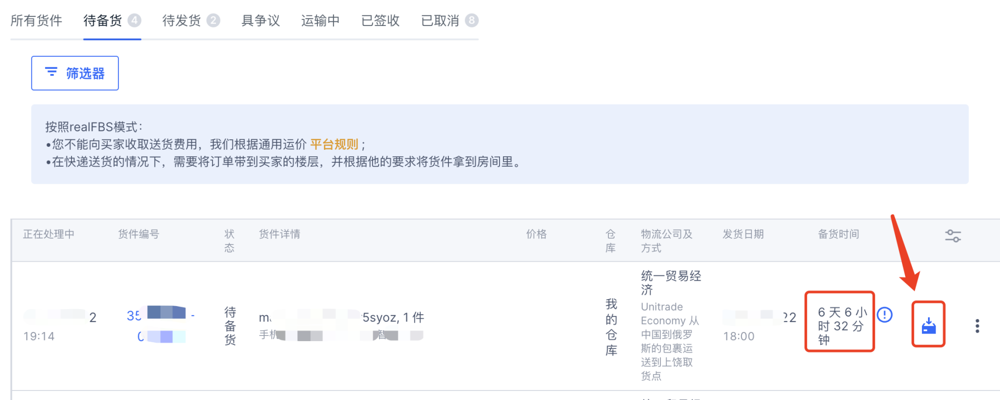 所有货件 待备货 4 待发货 2 具争议 运输中 已签收 已取消 8
筛选器
按照realFBS模式：
•您不能向买家收取送货费用，我们根据通用运价 平台规则 ;
•在快递送货的情况下，需要将订单带到买家的楼层，并根据他的要求将货件拿到房间里。
正在处理中 货件编号 状态 货件详情 价格 仓库 物流公司及方式 发货日期 备货时间
2
19:14
35 -
待备货
5syoz, 1 件
手机
我的仓库
统一贸易经
济
Unitrade
Economy 从
中国到俄罗
斯的包裹运
送到上饶取
货点
22
18:00
6 天 6 小
时 32 分
钟